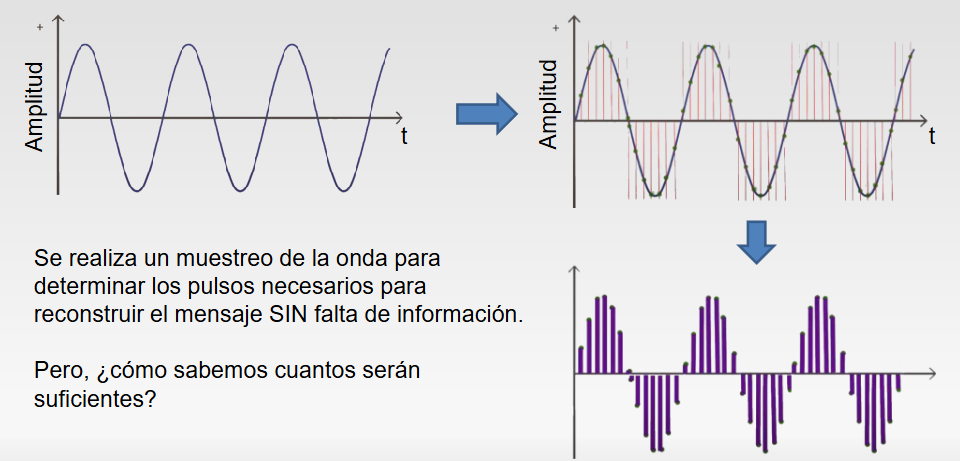 +
Amplitud
t
+
Amplitud
t
Se realiza un muestreo de la onda para
determinar los pulsos necesarios para
reconstruir el mensaje SIN falta de información.
Pero, ¿cómo sabemos cuantos serán
suficientes?